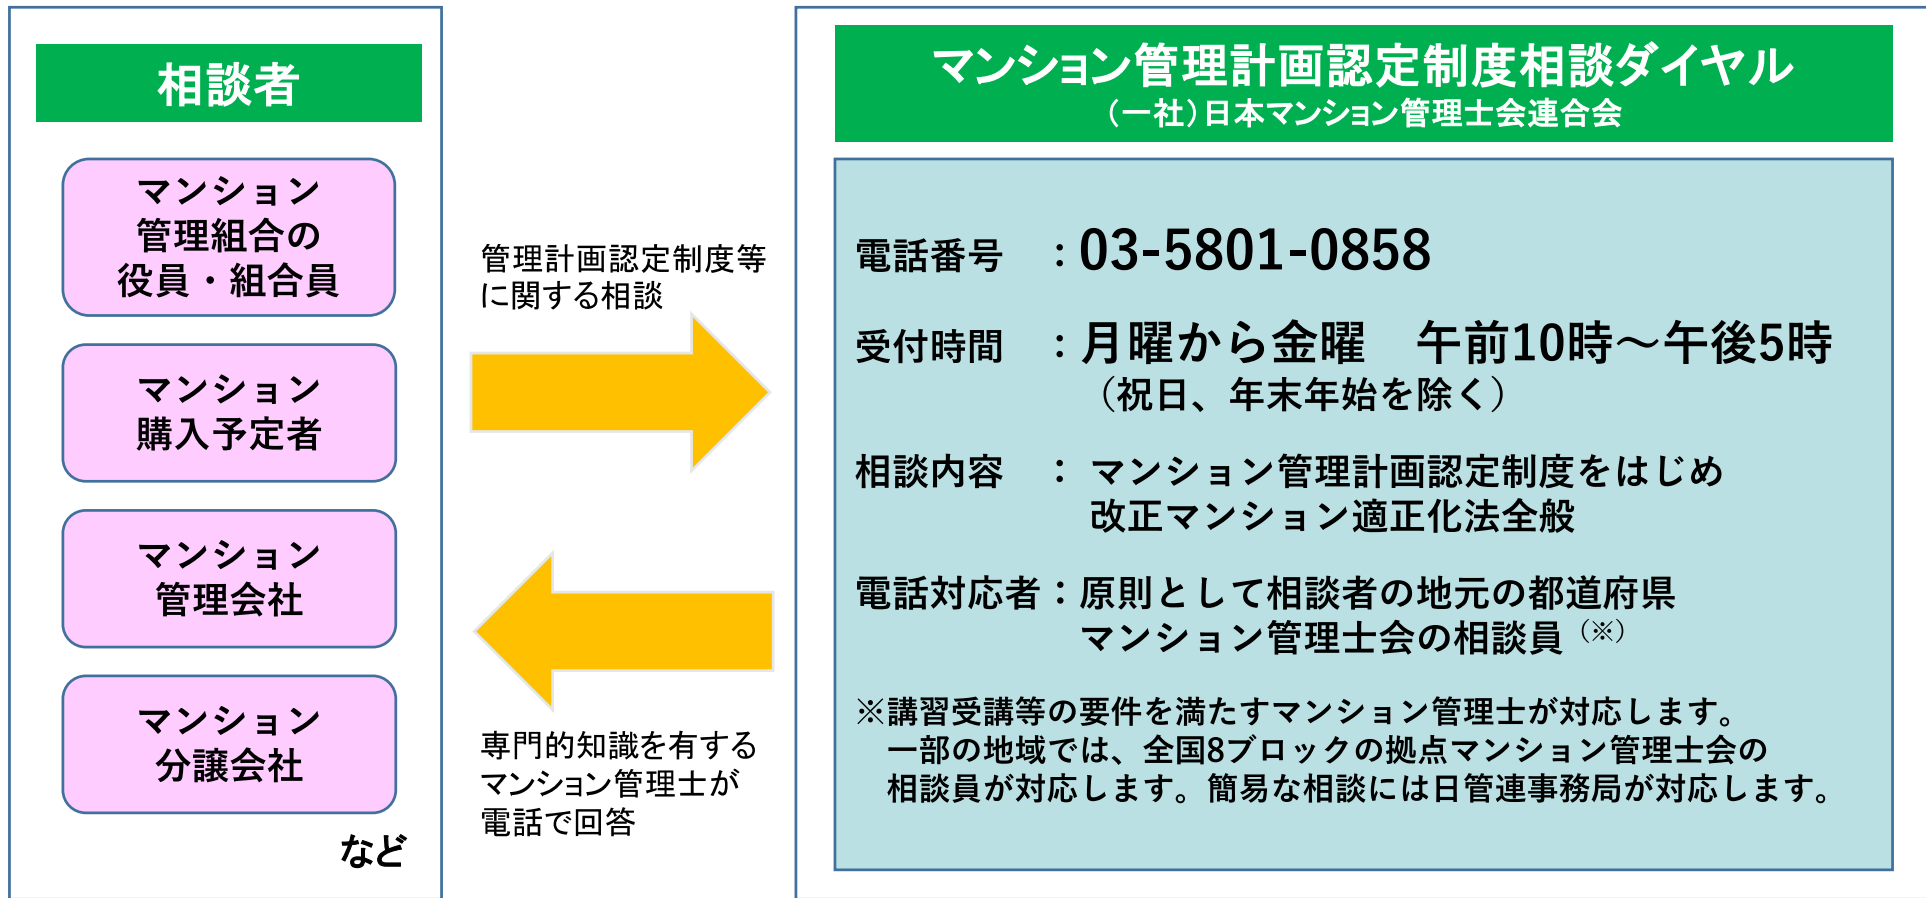 相談者
マンション
管理組合の
役員・組合員
マンション
購入予定者
マンション
管理会社
マンション
分譲会社
など
管理計画認定制度等
に関する相談
専門的知識を有する
マンション管理士が
電話で回答
マンション管理計画認定制度相談ダイヤル
(一社)日本マンション管理士会連合会
電話番号 :03-5801-0858
受付時間 :月曜から金曜 午前10時~午後5時
(祝日、年末年始を除く)
相談内容 : マンション管理計画認定制度をはじめ
改正マンション適正化法全般
電話対応者:原則として相談者の地元の都道府県
マンション管理士会の相談員(※)
※講習受講等の要件を満たすマンション管理士が対応します。
一部の地域では、全国8ブロックの拠点マンション管理士会の
相談員が対応します。簡易な相談には日管連事務局が対応します。